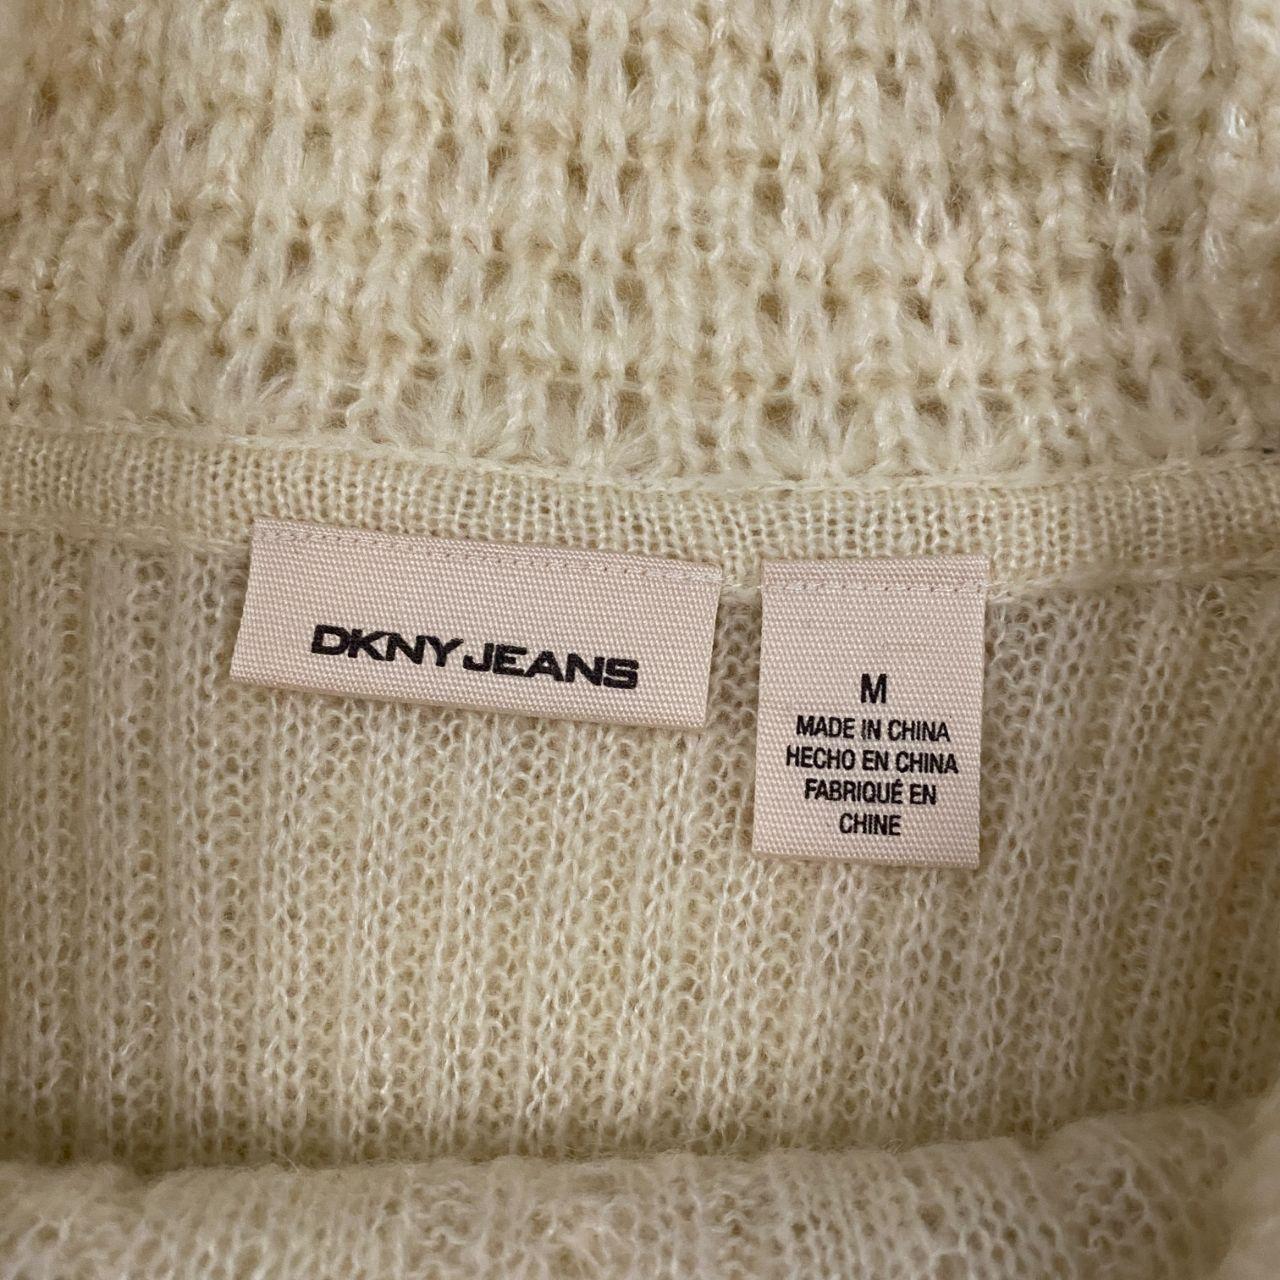 DKNY JEANS
M
MADE IN CHINA
HECHO EN CHINA
FABRIQUÉ EN
CHINE